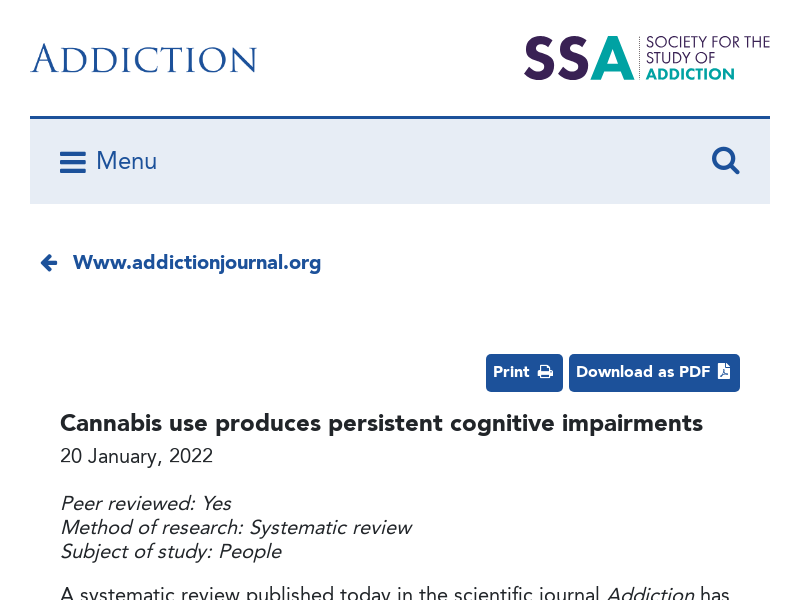 ADDICTION
SSA
SOCIETY FOR THE
STUDY OF
ADDICTION
Menu
Www.addictionjournal.org
Print
Download as PDF
Cannabis use produces persistent cognitive impairments
20 January, 2022
Peer reviewed: Yes
Method of research: Systematic review
Subject of study: People
A systematic review published today in the scientific journal Addiction has